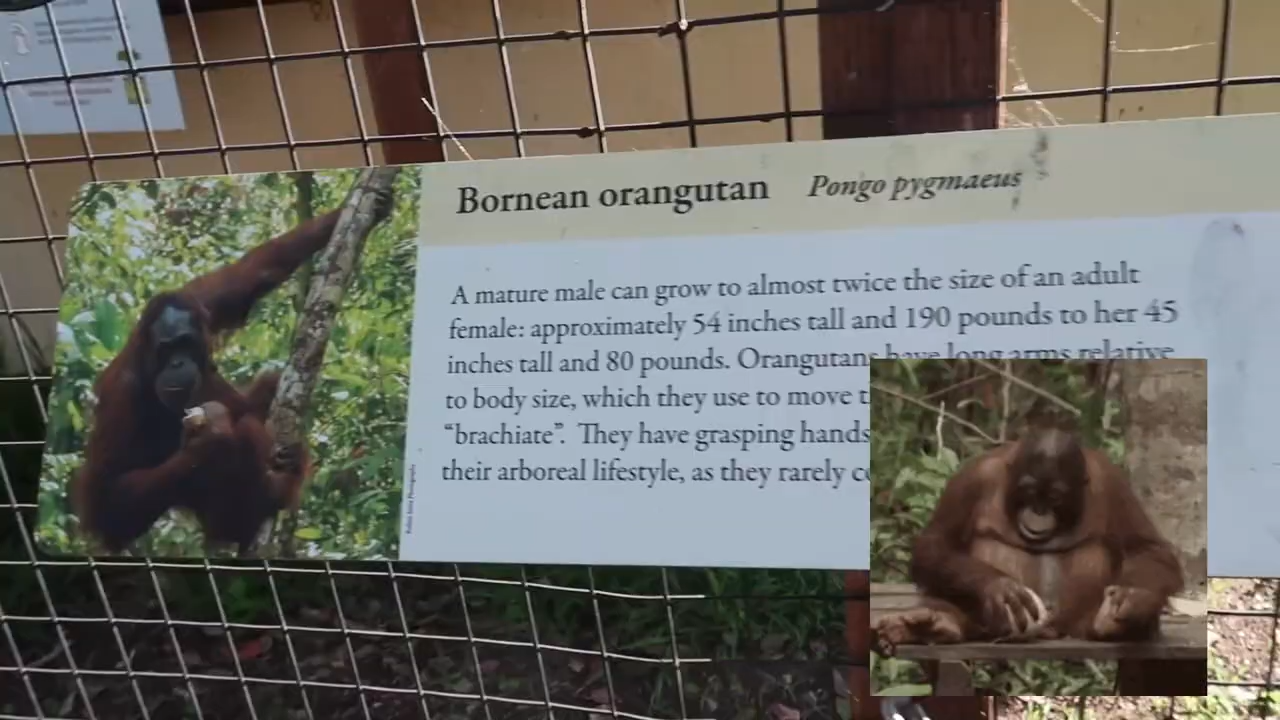 Bornean orangutan Pongo pygmaeus
A mature male can grow to almost twice the size of an adult
female: approximately 54 inches tall and 190 pounds to her 45
inches tall and 80 pounds. Orangutans have long arms relative
to body size, which they use to move
“brachiate”. They have grasping hands
their arboreal lifestyle, as they rarely